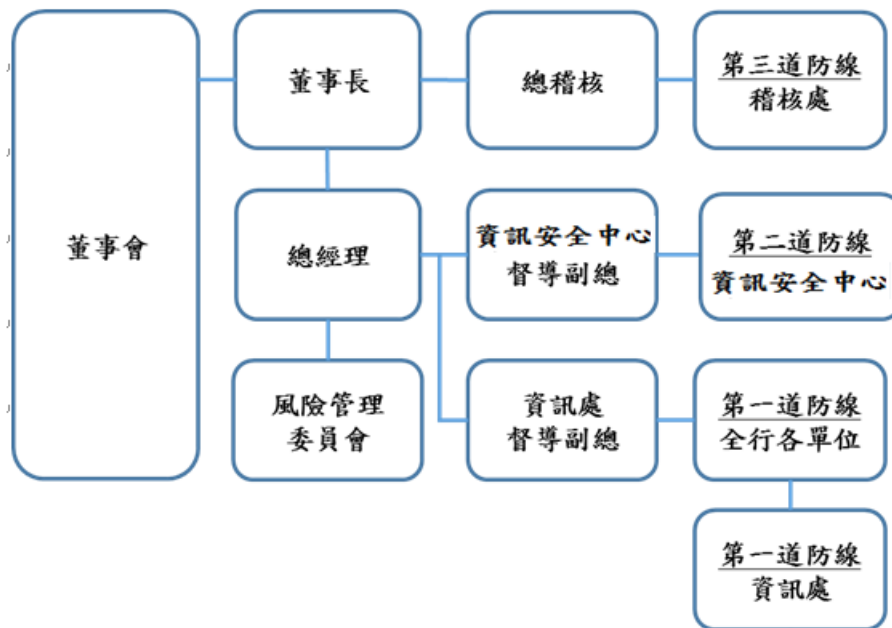 董事會
董事長
總稽核
第三道防線
稽核處
總經理
資訊安全中心
督導副總
第二道防線
資訊安全中心
風險管理
委員會
資訊處
督導副總
第一道防線
全行各單位
第一道防線
資訊處